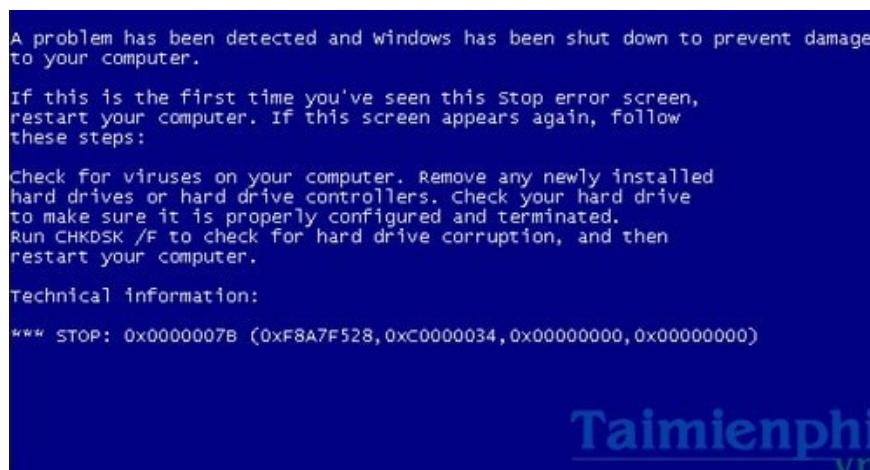 A problem has been detected and Windows has been shut down to prevent damage
to your computer.
If this is the first time you've seen this Stop error screen,
restart your computer. If this screen appears again, follow
these steps:
Check for viruses on your computer. Remove any newly installed
hard drives or hard drive controllers. Check your hard drive
to make sure it is properly configured and terminated.
Run CHKDSK /F to check for hard drive corruption, and then
restart your computer.
Technical information:
*** STOP: 0x0000007B (0xF8A7F528,0xC0000034,0x00000000,0x00000000)
Taimienphi
.vn